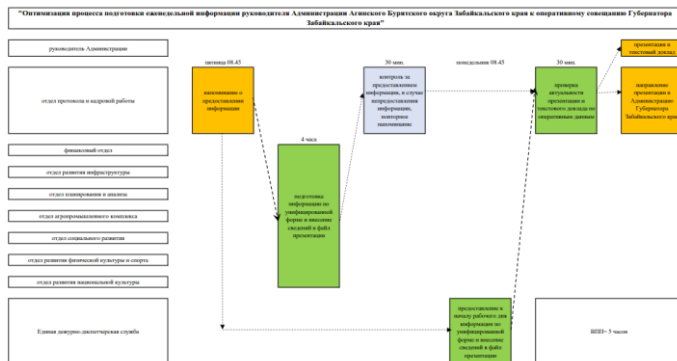 "Оптимизация процесса подготовки еженедельной информации руководителя Администрации Агинского Бурятского округа Забайкальского края к оперативному совещанию Губернатора
Забайкальского края"
руководитель Администрации
презентация и
текстовый доклад
пятница 08.45
30 мин.
понедельник 08.45
30 мин.
отдел протокола и кадровой работы
напоминание о
предоставлении
информации
контроль за
предоставлением
информации, в случае
непредоставления
информации,
повторное
напоминание
проверка
актуальности
презентации и
текстового доклада по
оперативным данным
направление
презентации в
Администрацию
Губернатора
Забайкальского края
4 часа
финансовый отдел
отдел развития инфраструктуры
отдел планирования и анализа
отдел агропромышленного комплекса
отдел социального развития
отдел развития физической культуры и спорта
отдел развития национальной культуры
подготовка
информации по
унифицированной
форме и внесение
сведений в файл
презентации
Единая дежурно-диспетчерская служба
предоставление к
началу рабочего дня
информации по
унифицированной
форме и внесение
сведений в файл
презентации
ВПП= 5 часов